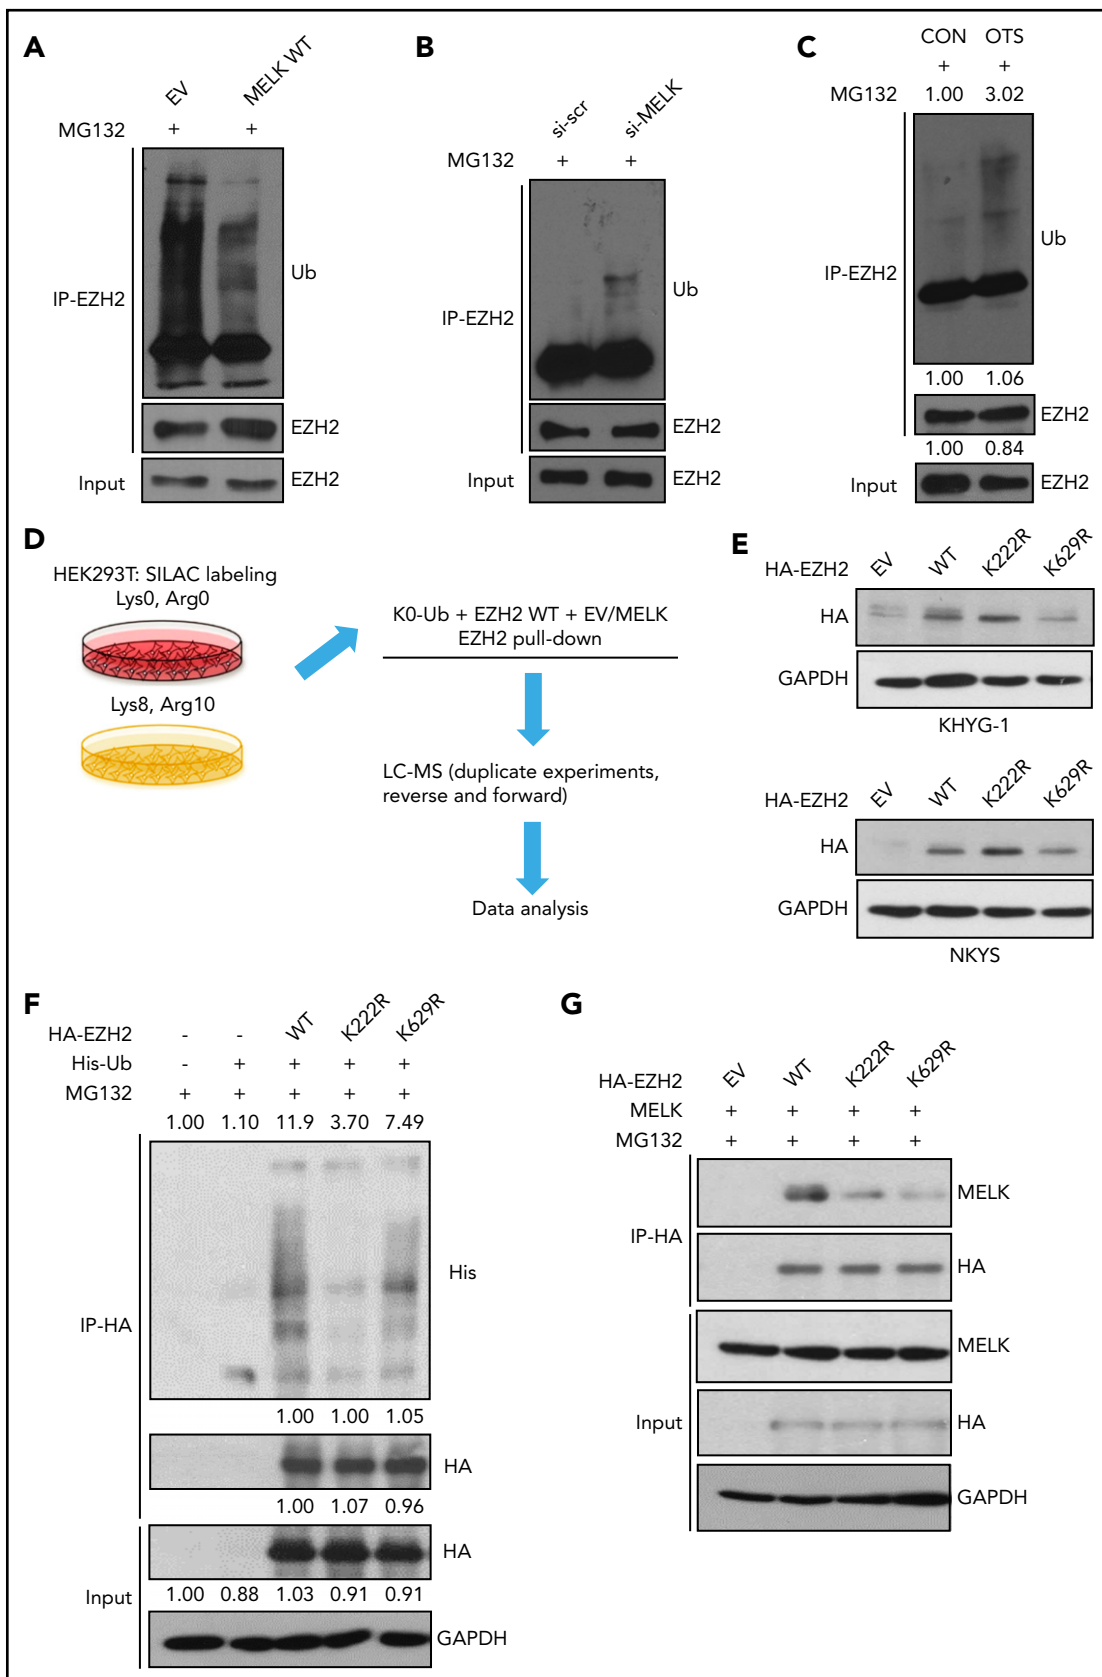 A
EV
MELK WT
MG132
+ +
IP-EZH2
Ub
EZH2
Input
EZH2
B
si-scr
si-MELK
MG132
+ +
IP-EZH2
Ub
EZH2
Input
EZH2
C
CON OTS
+ +
MG132
1.00 3.02
IP-EZH2
Ub
1.00 1.06
EZH2
1.00 0.84
Input
EZH2
D
HEK293T: SILAC labeling
Lys0, Arg0
Lys8, Arg10
K0-Ub + EZH2 WT + EV/MELK
EZH2 pull-down
LC-MS (duplicate experiments,
reverse and forward)
Data analysis
E
HA-EZH2 EV WT K222R K629R
HA
GAPDH
KHYG-1
HA-EZH2 EV WT K222R K629R
HA
GAPDH
NKYS
F
HA-EZH2 - - WT K222R K629R
His-Ub - + + + +
MG132 + + + + +
1.00 1.10 11.9 3.70 7.49
IP-HA
His
1.00 1.00 1.05
HA
1.00 1.07 0.96
HA
Input
1.00 0.88 1.03 0.91 0.91
GAPDH
G
HA-EZH2 EV WT K222R K629R
MELK + + + +
MG132 + + + +
IP-HA
MELK
HA
Input
MELK
HA
GAPDH